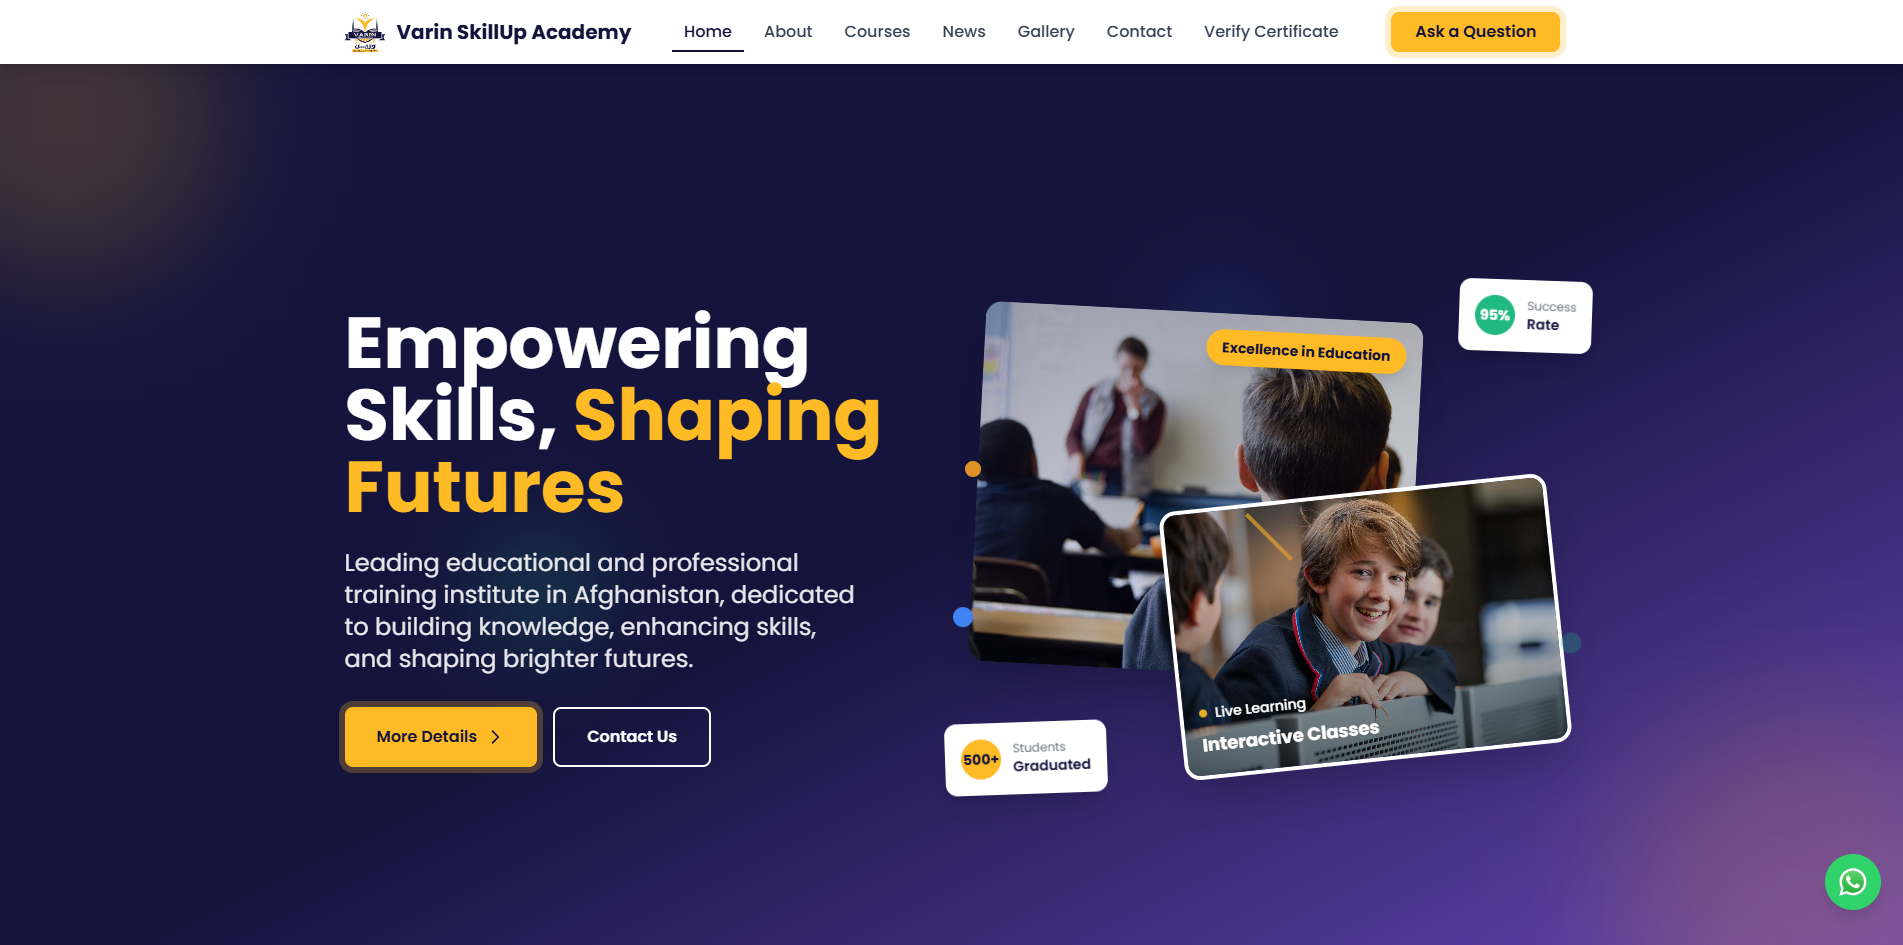 VARIN
Varin SkillUp Academy
Home
About
Courses
News
Gallery
Contact
Verify Certificate
Ask a Question
Empowering
Skills, Shaping
Futures
Leading educational and professional
training institute in Afghanistan, dedicated
to building knowledge, enhancing skills,
and shaping brighter futures.
More Details
Contact Us
Excellence in Education
95%
Success
Rate
Live Learning
Interactive Classes
500+
Students
Graduated